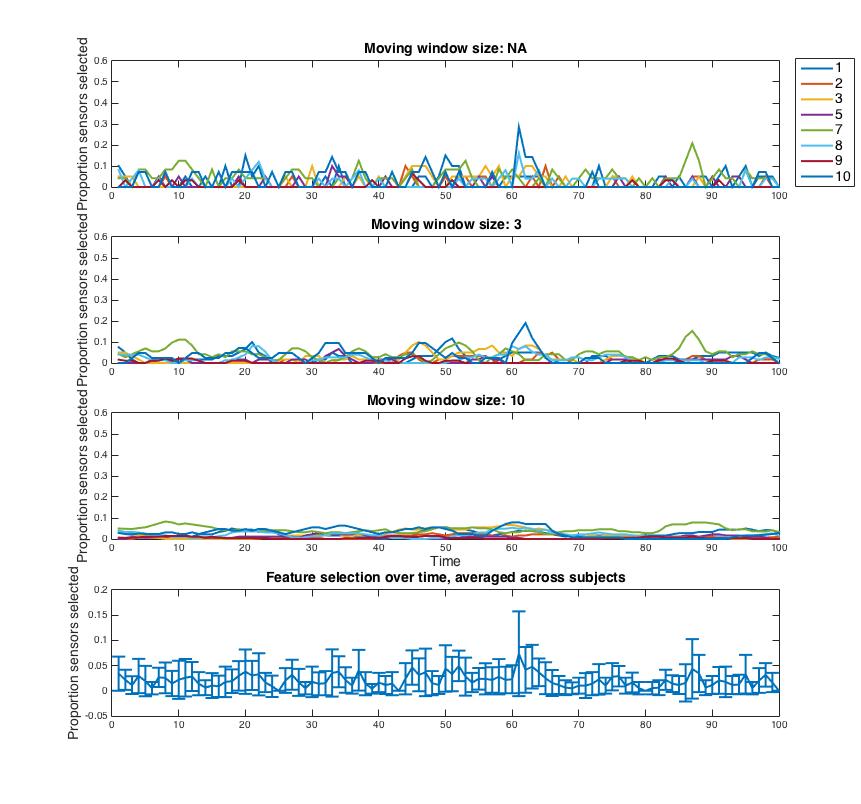 Moving window size: NA
Proportion sensors selected
0.6
0.5
0.4
0.3
0.2
0.1
0
0 10 20 30 40 50 60 70 80 90 100
1
2
3
5
7
8
9
10
Moving window size: 3
Proportion sensors selected
0.6
0.5
0.4
0.3
0.2
0.1
0
0 10 20 30 40 50 60 70 80 90 100
Moving window size: 10
Proportion sensors selected
0.6
0.5
0.4
0.3
0.2
0.1
0
0 10 20 30 40 50 60 70 80 90 100
Time
Feature selection over time, averaged across subjects
Proportion sensors selected
0.2
0.15
0.1
0.05
0
-0.05
0 10 20 30 40 50 60 70 80 90 100